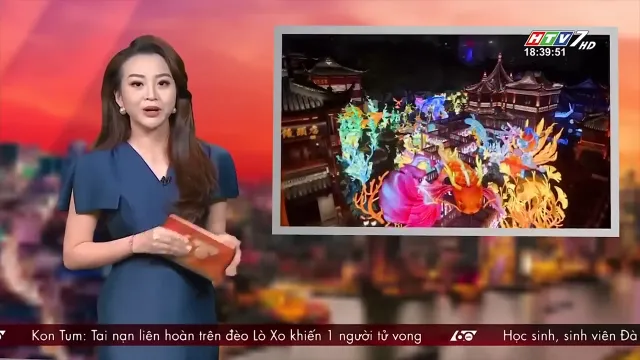 HTV7 HD
18:39:51
Kon Tum: Tai nạn liên hoàn trên đèo Lò Xo khiến 1 người tử vong
60
Học sinh, sinh viên Đà